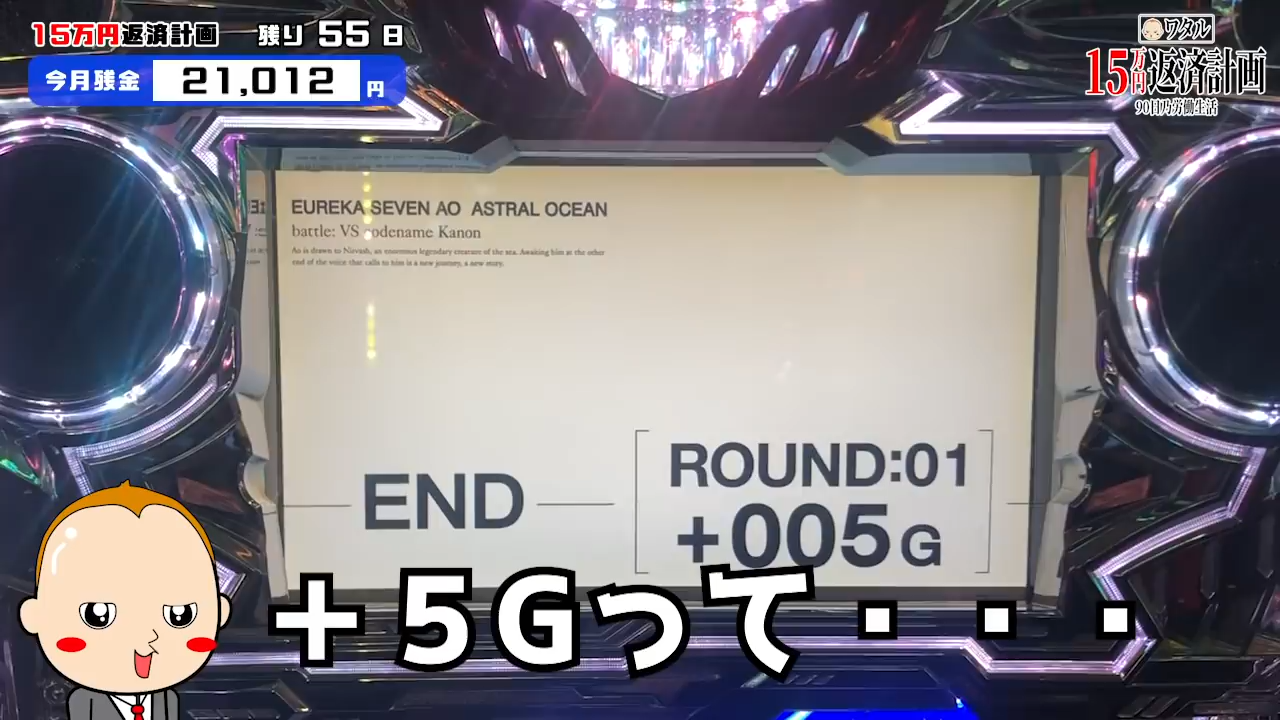 15万円返済計画 残り 55 日
今月残金 21,012 円
ワタル
15万円返済計画
90日乃労働生活
EUREKA SEVEN AO ASTRAL OCEAN
battle: VS codename Kanon
Ao is drawn to Nirvash, an enormous legendary creature of the sea. Awaiting him at the other
end of the voice that calls to him is a new journey, a new story.
END
ROUND:01
+005G
+5Gって・・・